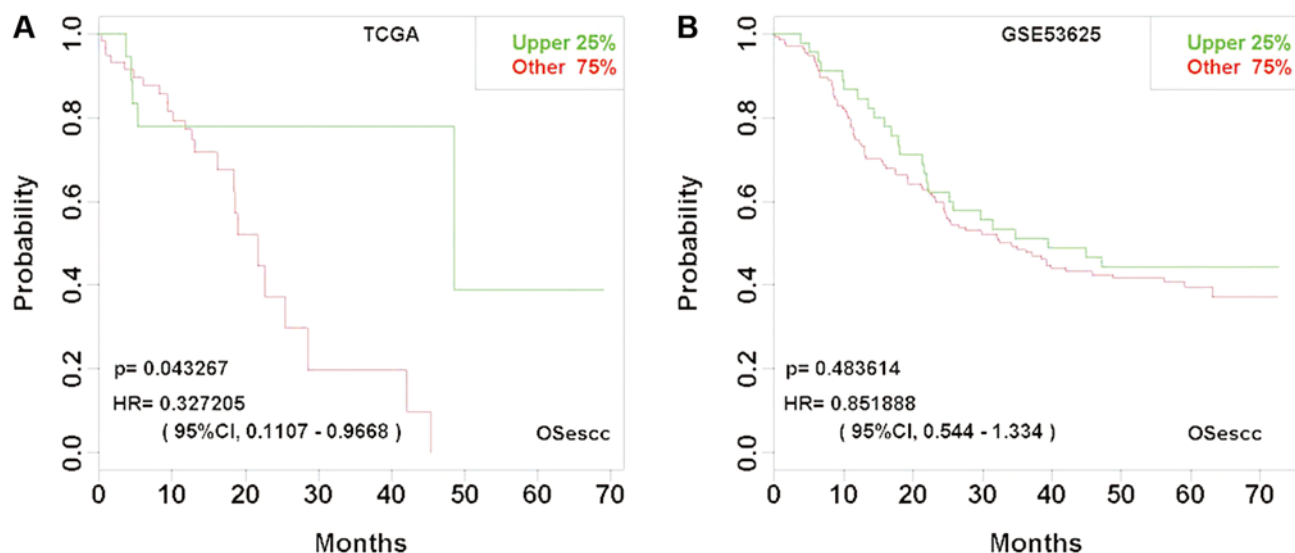 A
TCGA
Upper 25%
Other 75%
Probability
1.0
0.8
0.6
0.4
0.2
0.0
p= 0.043267
HR= 0.327205
( 95%CI, 0.1107 - 0.9668 )
OSescc
0 10 20 30 40 50 60 70
Months
B
GSE53625
Upper 25%
Other 75%
Probability
1.0
0.8
0.6
0.4
0.2
0.0
p= 0.483614
HR= 0.851888
( 95%CI, 0.544 - 1.334 )
OSescc
0 10 20 30 40 50 60 70
Months